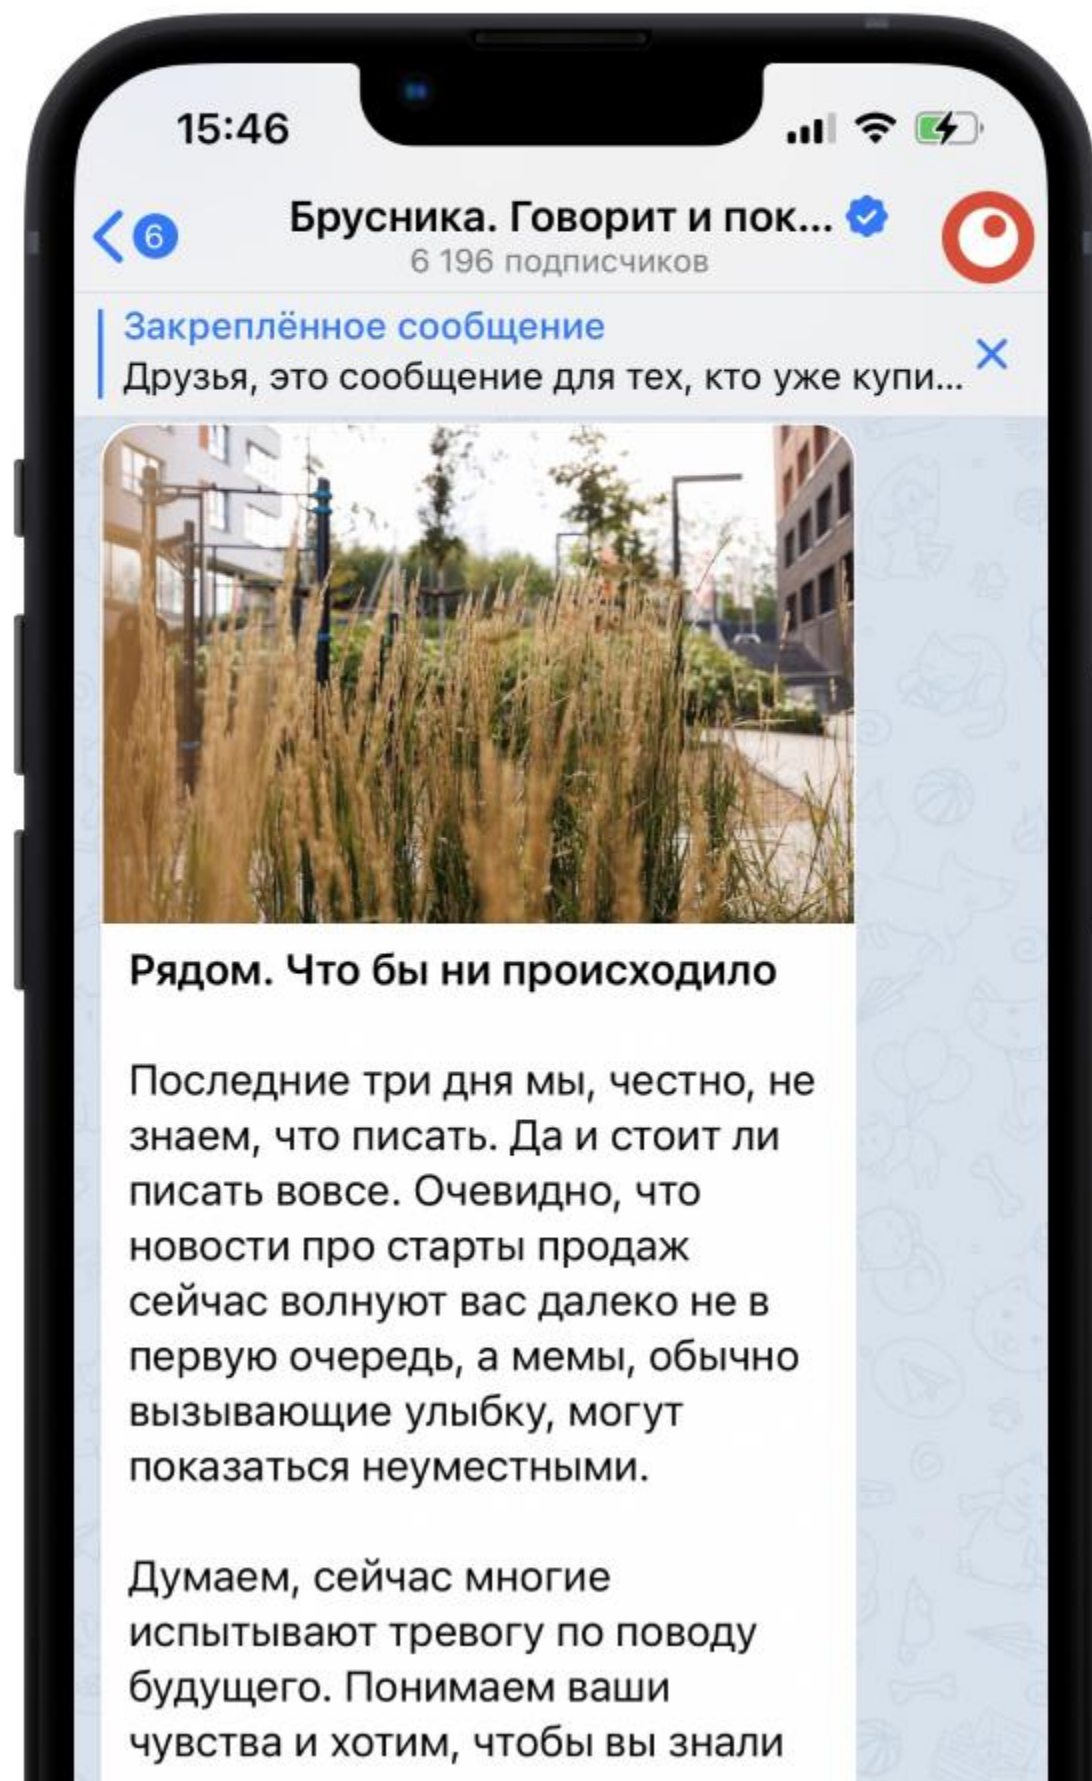 15:46
6
Брусника. Говорит и пок...
6 196 подписчиков
Закреплённое сообщение
Друзья, это сообщение для тех, кто уже купи...
Рядом. Что бы ни происходило
Последние три дня мы, честно, не
знаем, что писать. Да и стоит ли
писать вовсе. Очевидно, что
новости про старты продаж
сейчас волнуют вас далеко не в
первую очередь, а мемы, обычно
вызывающие улыбку, могут
показаться неуместными.
Думаем, сейчас многие
испытывают тревогу по поводу
будущего. Понимаем ваши
чувства и хотим, чтобы вы знали